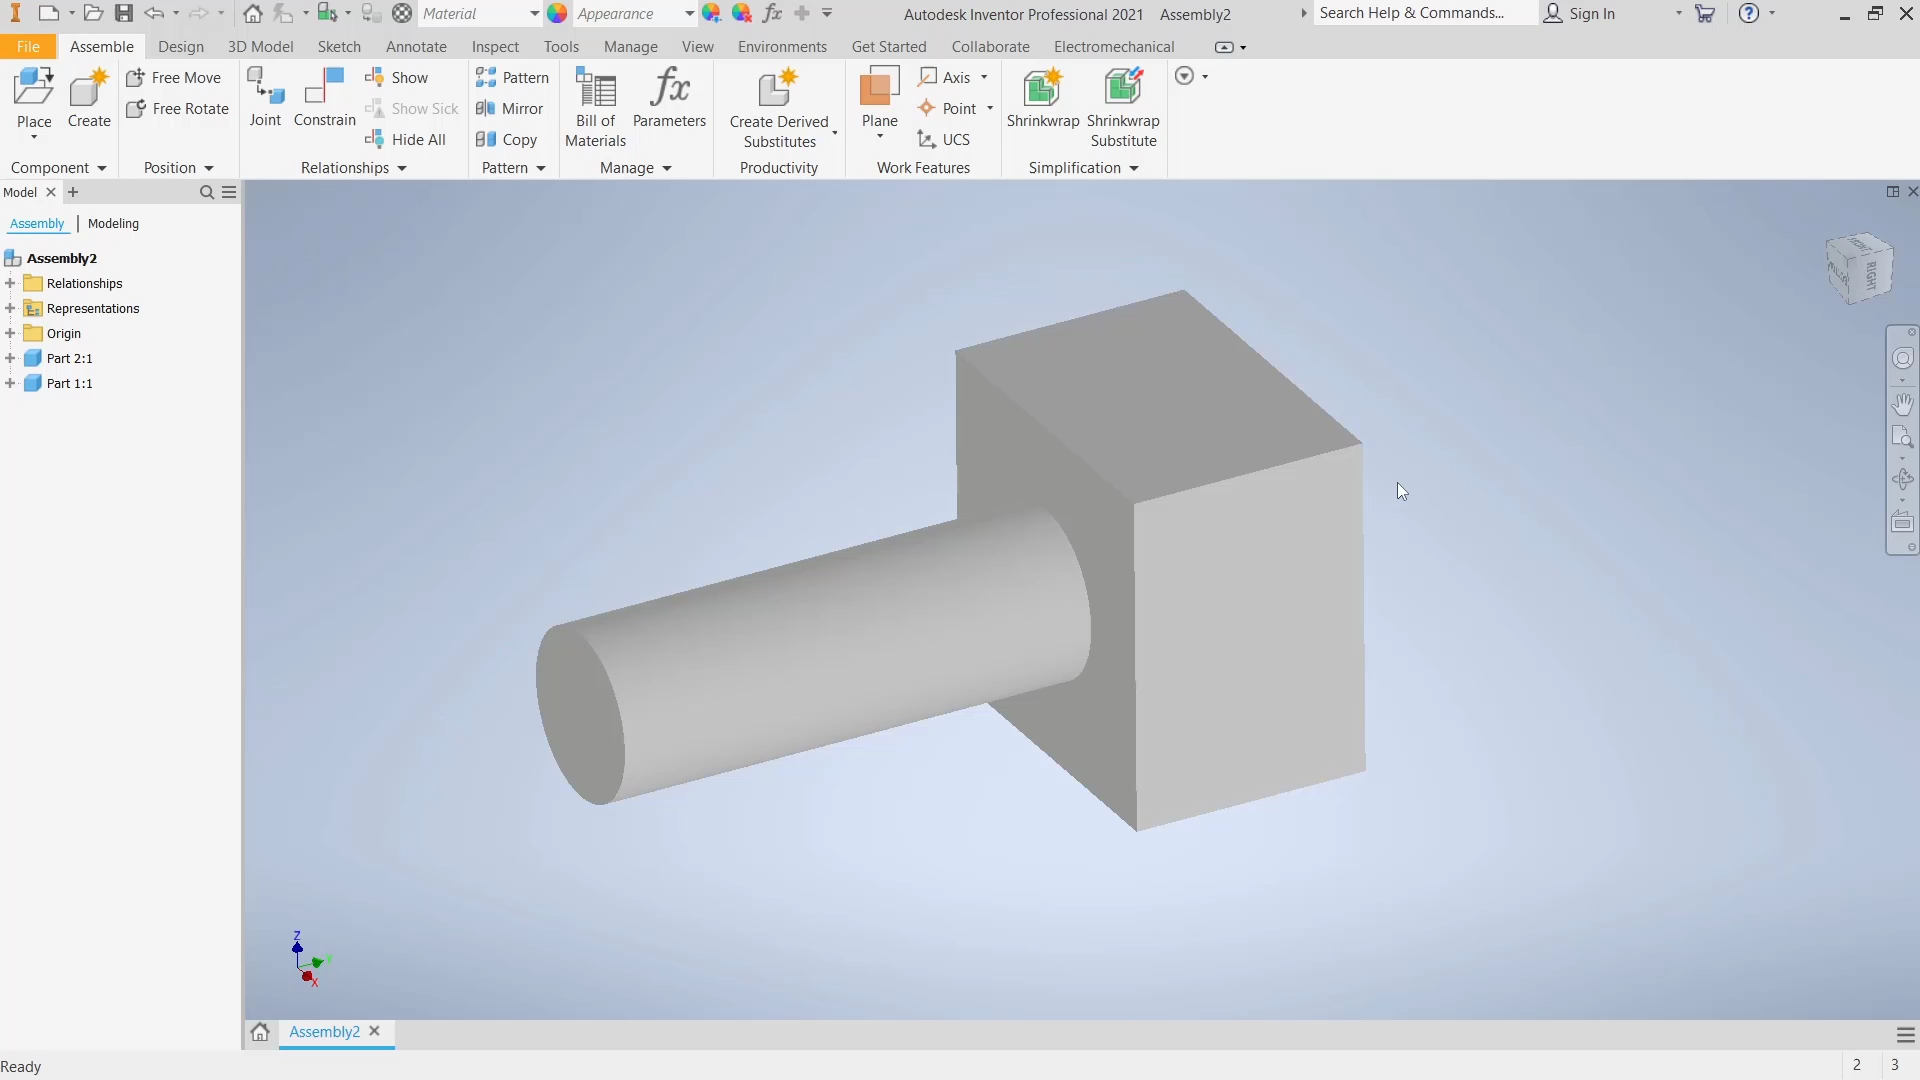 Material
Appearance
Autodesk Inventor Professional 2021 Assembly2
Search Help & Commands...
Sign In
File
Assemble
Design
3D Model
Sketch
Annotate
Inspect
Tools
Manage
View
Environments
Get Started
Collaborate
Electromechanical
Place
Create
Free Move
Free Rotate
Component
Position
Joint
Constrain
Show
Show Sick
Hide All
Relationships
Pattern
Mirror
Copy
Pattern
Bill of
Materials
Parameters
Manage
Create Derived
Substitutes
Productivity
Plane
Axis
Point
UCS
Work Features
Shrinkwrap
Shrinkwrap
Substitute
Simplification
Model
Assembly | Modeling
Assembly2
Relationships
Representations
Origin
Part 2:1
Part 1:1
RIGHT
Z
X
Assembly2
Ready
2 3